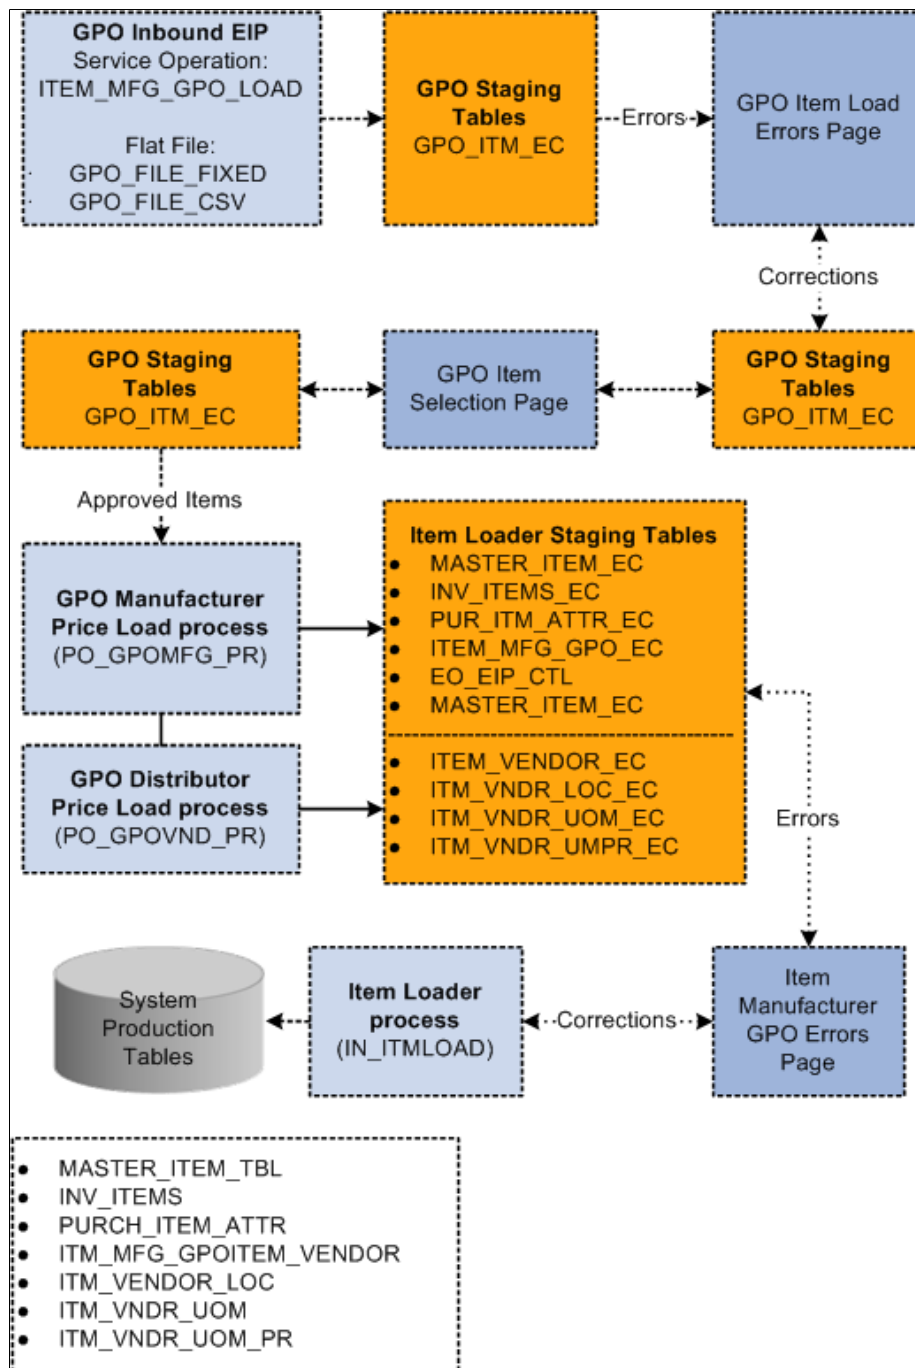 GPO Inbound EIP
Service Operation:
ITEM_MFG_GPO_LOAD
Flat File:
· GPO_FILE_FIXED
· GPO_FILE_CSV
GPO Staging
Tables
GPO_ITM_EC
Errors
GPO Item Load
Errors Page
Corrections
GPO Staging
Tables
GPO_ITM_EC
GPO Item
Selection Page
GPO Staging
Tables
GPO_ITM_EC
Approved Items
GPO Manufacturer
Price Load process
(PO_GPOMFG_PR)
GPO Distributor
Price Load process
(PO_GPOVND_PR)
Item Loader Staging Tables
● MASTER_ITEM_EC
● INV_ITEMS_EC
● PUR_ITM_ATTR_EC
● ITEM_MFG_GPO_EC
● EO_EIP_CTL
● MASTER_ITEM_EC
● ITEM_VENDOR_EC
● ITM_VNDR_LOC_EC
● ITM_VNDR_UOM_EC
● ITM_VNDR_UMPR_EC
Errors
System
Production
Tables
Item Loader
process
(IN_ITMLOAD)
Corrections
Item
Manufacturer
GPO Errors
Page
● MASTER_ITEM_TBL
● INV_ITEMS
● PURCH_ITEM_ATTR
● ITM_MFG_GPOITEM_VENDOR
● ITM_VENDOR_LOC
● ITM_VNDR_UOM
● ITM_VNDR_UOM_PR